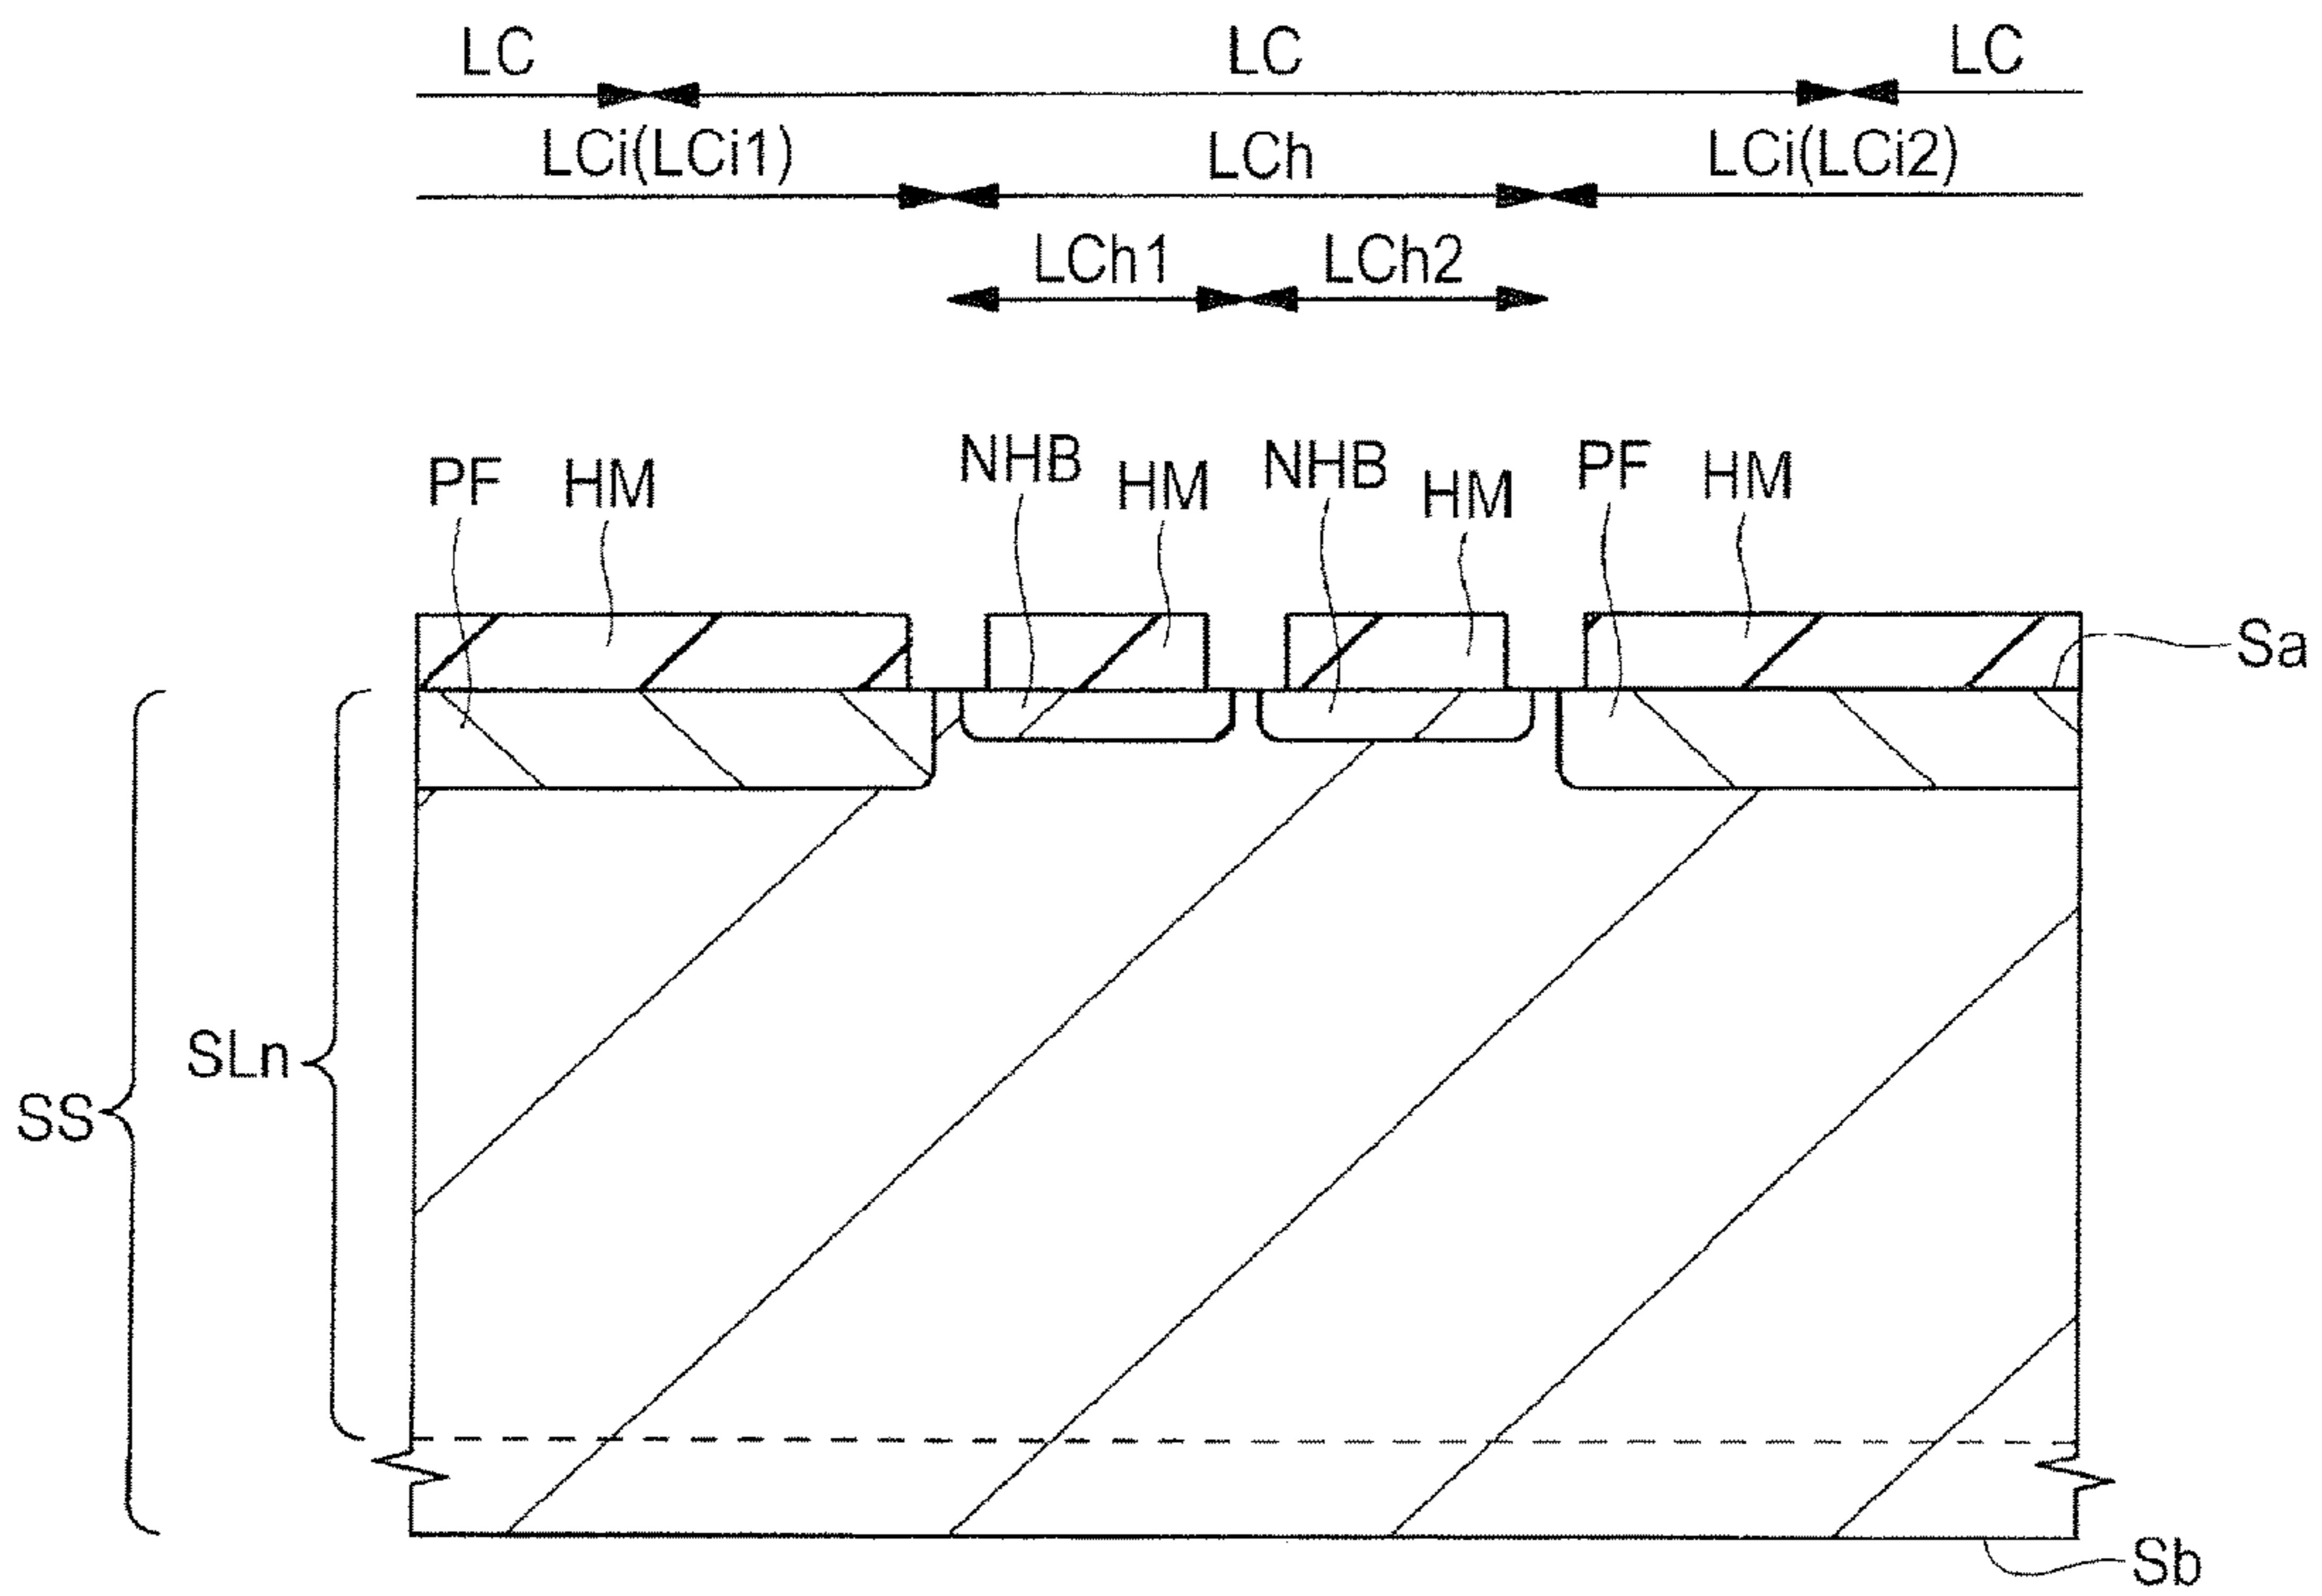 LC LC LC
LCi(LCi1) LCh LCi(LCi2)
LCh1 LCh2
PF HM NHB HM NHB HM PF HM
Sa
SLn
SS
Sb